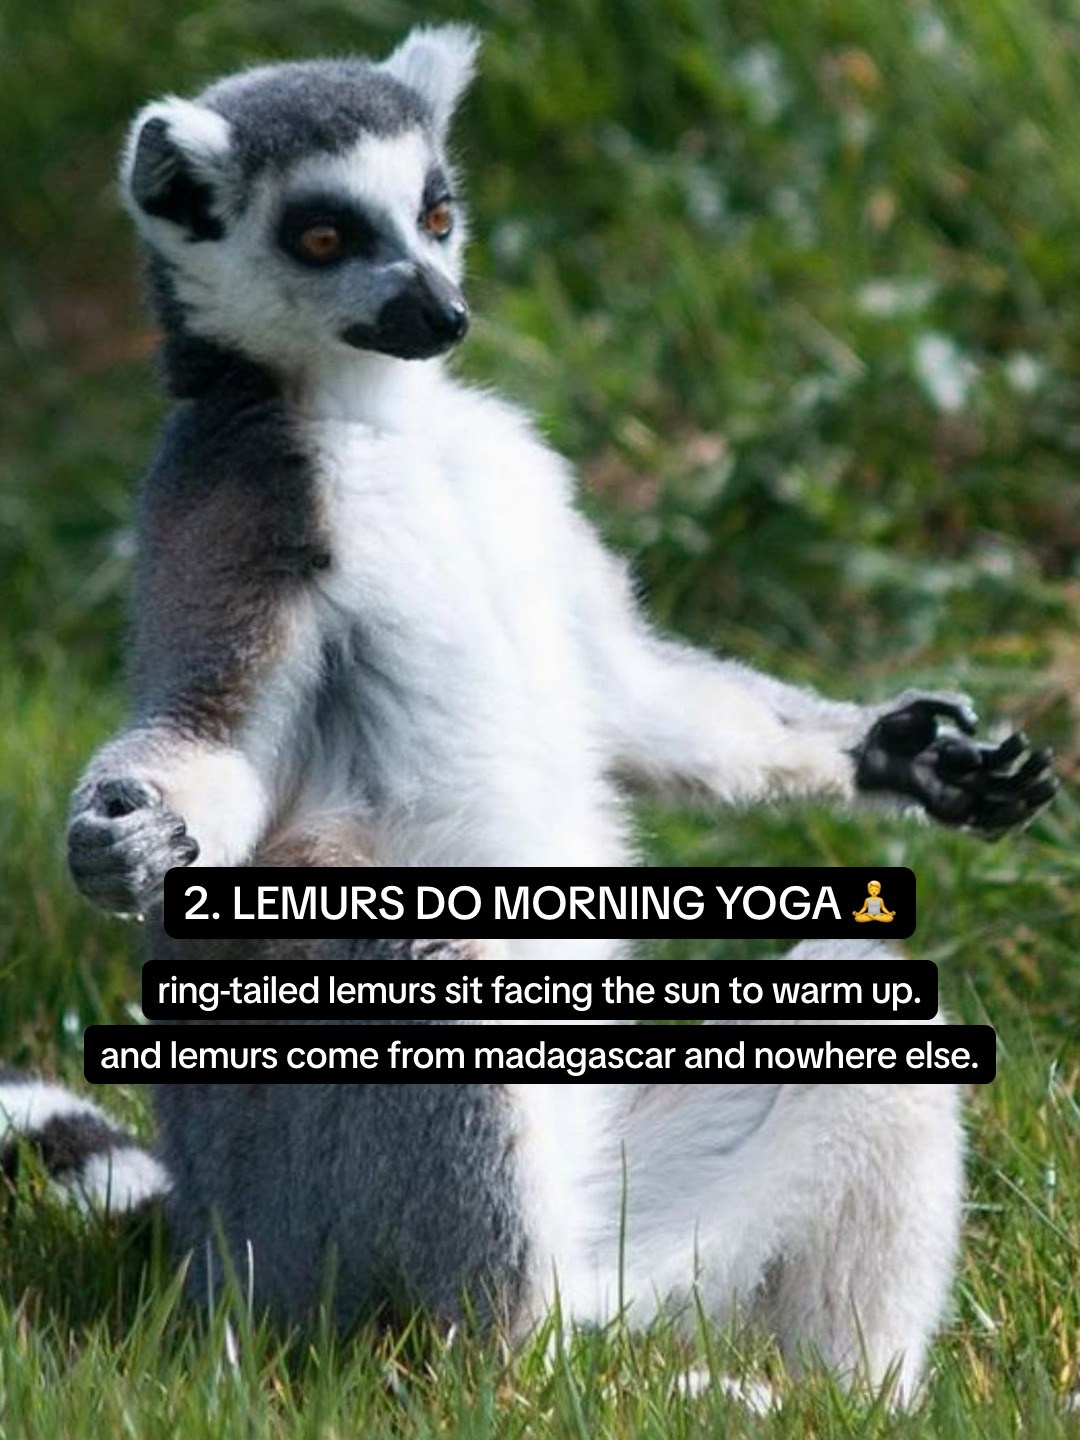 2. LEMURS DO MORNING YOGA 🧘
ring-tailed lemurs sit facing the sun to warm up.
and lemurs come from madagascar and nowhere else.